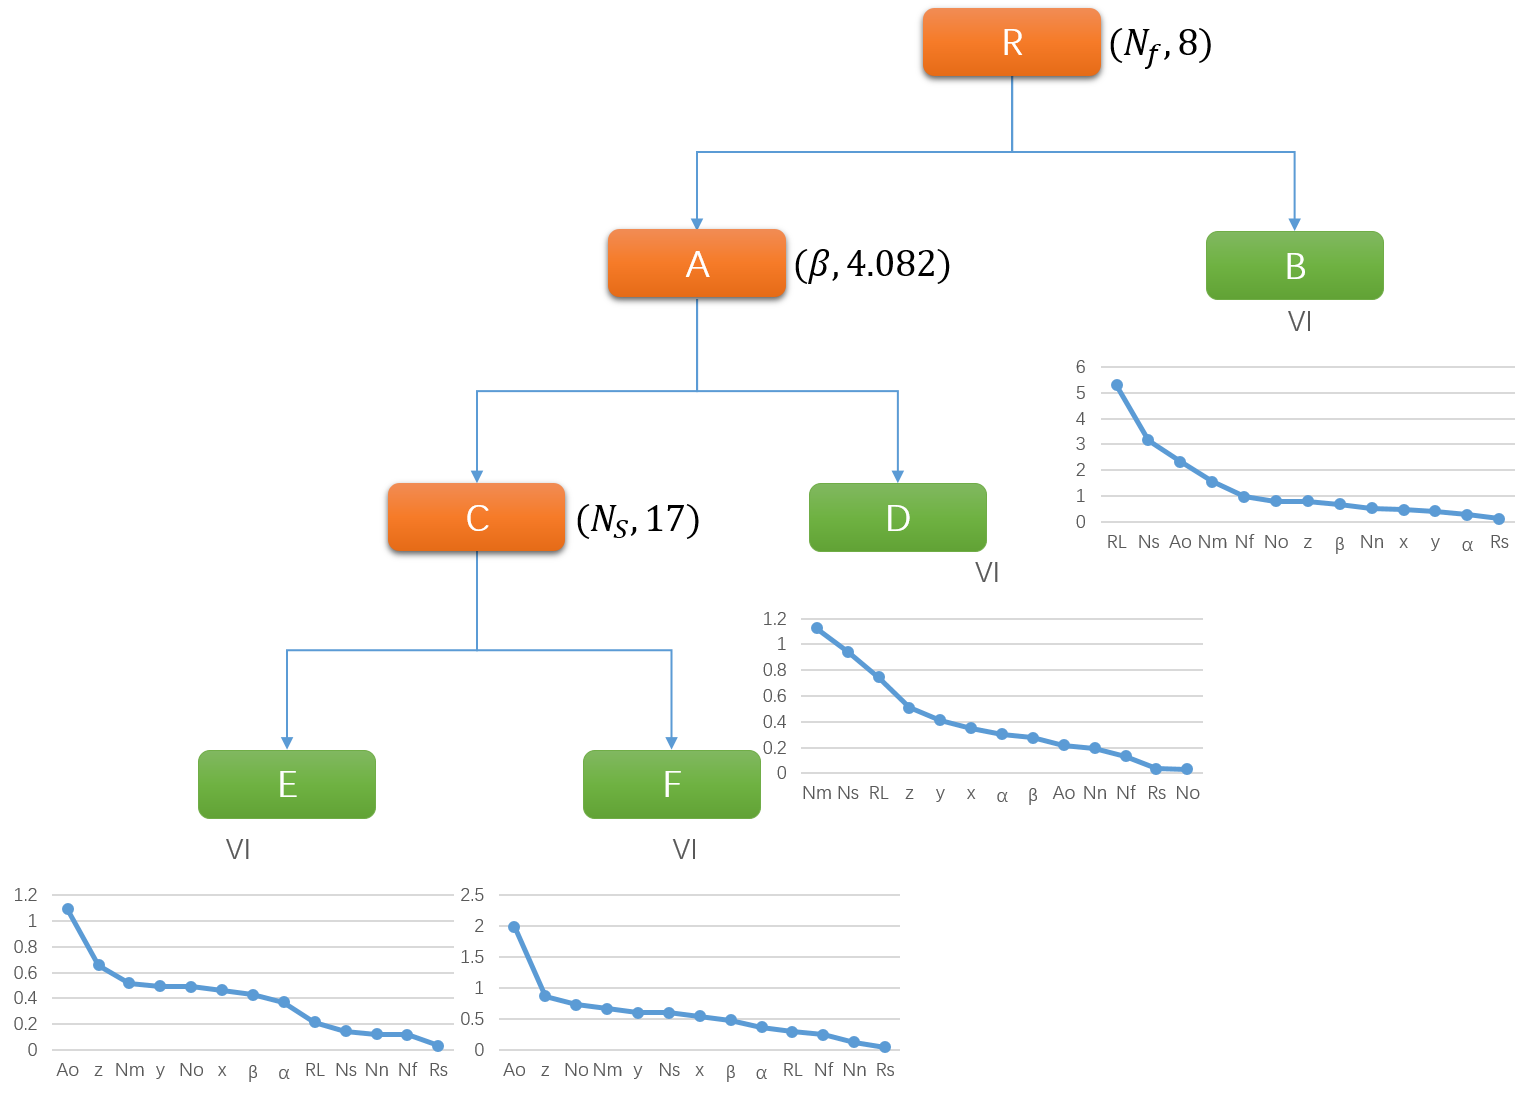 R
(N_f, 8)
A
(β, 4.082)
B
VI
6
5
4
3
2
1
0
RL Ns Ao Nm Nf No z β Nn x y α Rs
C
(N_S, 17)
D
VI
1.2
1
0.8
0.6
0.4
0.2
0
Nm Ns RL z y x α β Ao Nn Nf Rs No
E
VI
1.2
1
0.8
0.6
0.4
0.2
0
Ao z Nm y No x β α RL Ns Nn Nf Rs
F
VI
2.5
2
1.5
1
0.5
0
Ao z No Nm y Ns x β α RL Nf Nn Rs